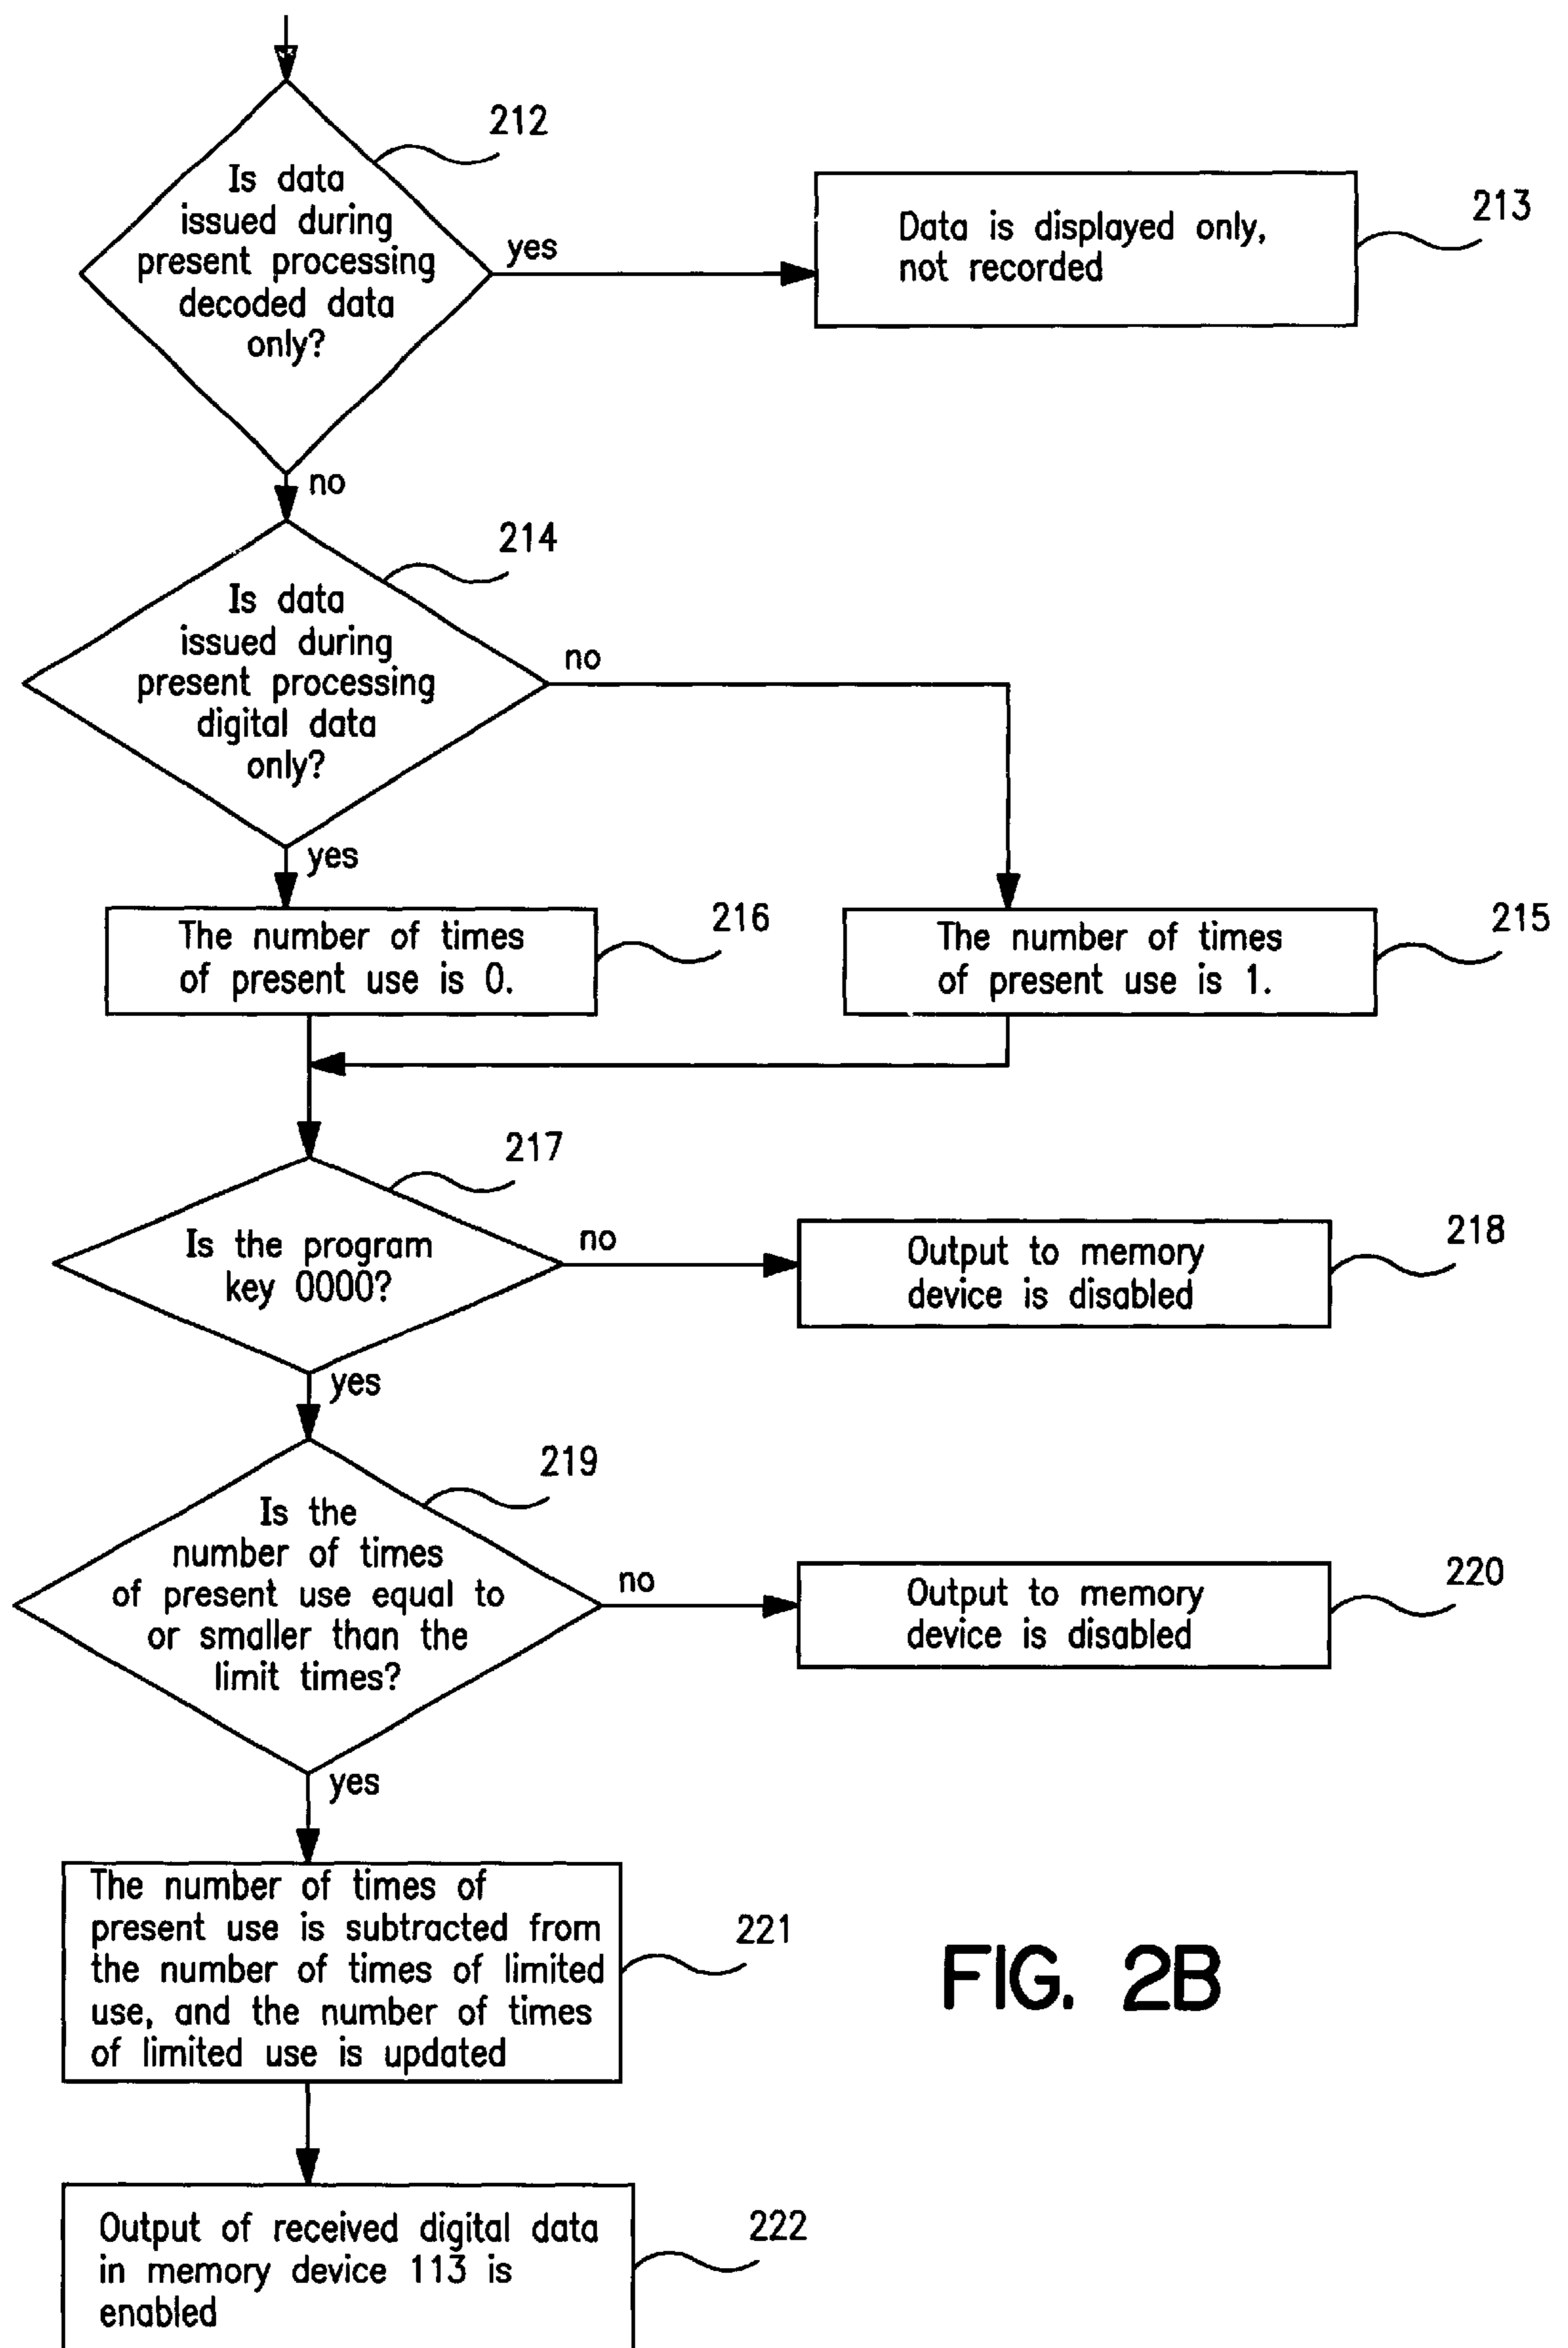 212
Is data
issued during
present processing
decoded data
only?
yes
Data is displayed only,
not recorded
213
no
214
Is data
issued during
present processing
digital data
only?
no
yes
The number of times
of present use is 0.
216
The number of times
of present use is 1.
215
217
Is the program
key 0000?
no
Output to memory
device is disabled
218
yes
219
Is the
number of times
of present use equal to
or smaller than the
limit times?
no
Output to memory
device is disabled
220
yes
The number of times of
present use is subtracted from
the number of times of limited
use, and the number of times
of limited use is updated
221
FIG. 2B
Output of received digital data
in memory device 113 is
enabled
222